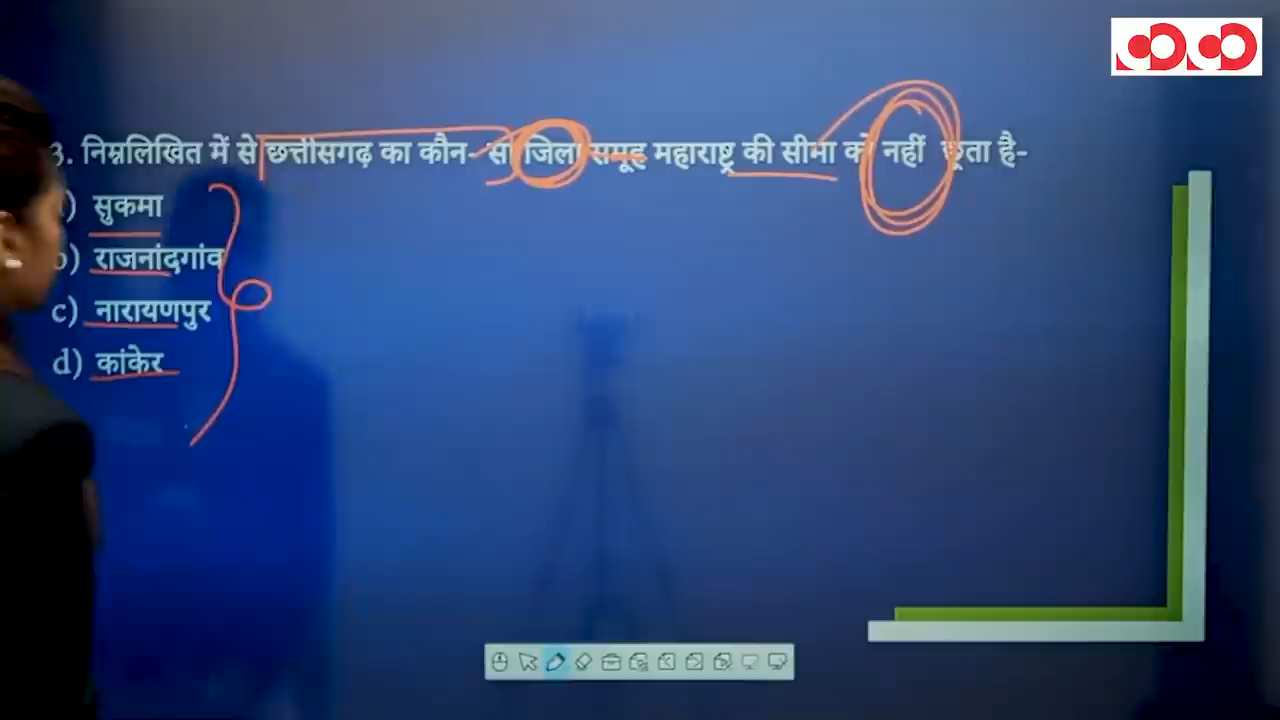 3. निम्नलिखित में से छत्तीसगढ़ का कौन- सा जिला समूह महाराष्ट्र की सीमा को नहीं छूता है-
) सुकमा
b) राजनांदगांव
c) नारायणपुर
d) कांकेर